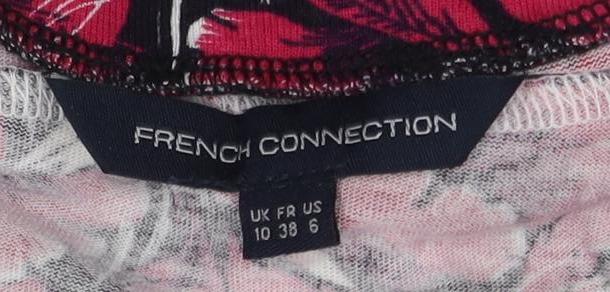 FRENCH CONNECTION
UK FR US
10 38 6